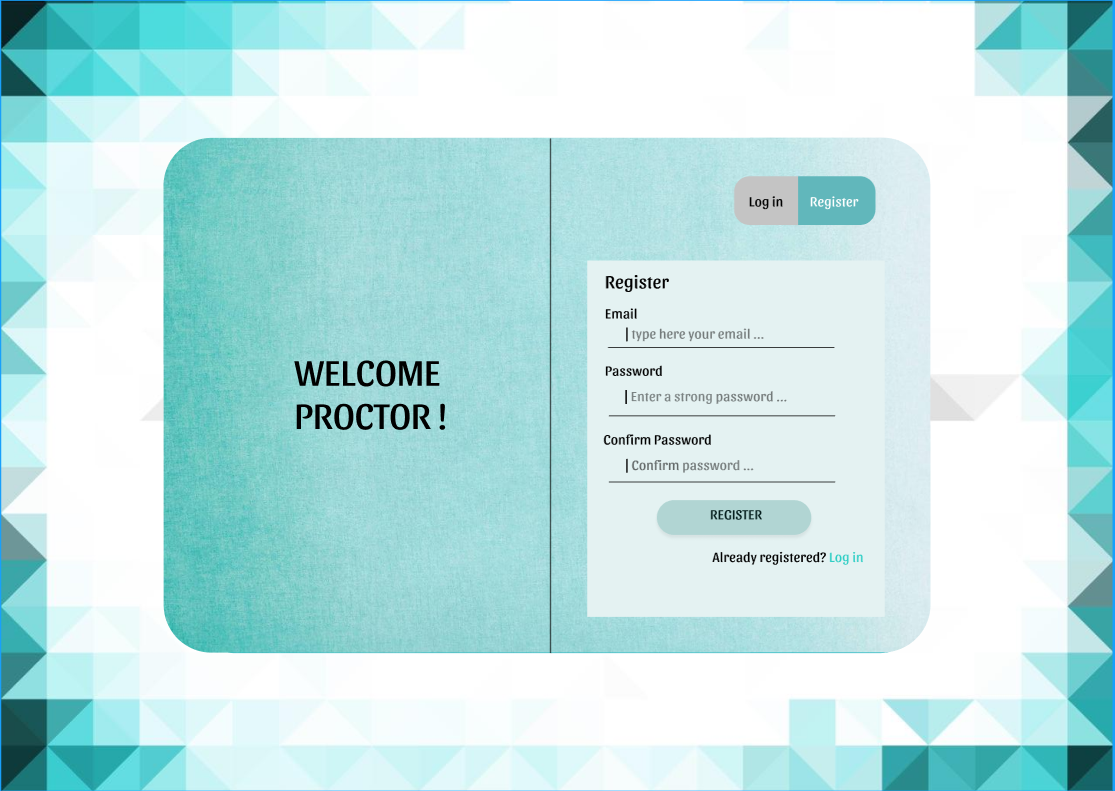 Log in Register
WELCOME
PROCTOR !
Register
Email
type here your email ...
Password
Enter a strong password ...
Confirm Password
Confirm password ...
REGISTER
Already registered? Log in